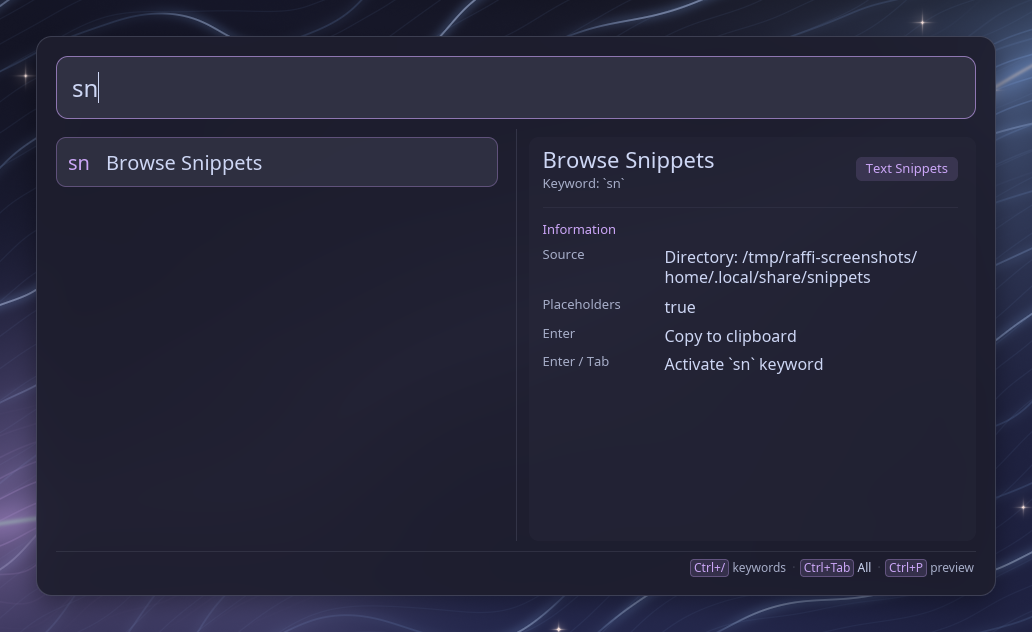 sn
sn Browse Snippets
Browse Snippets
Keyword: `sn`
Text Snippets
Information
Source Directory: /tmp/raffi-screenshots/
home/.local/share/snippets
Placeholders true
Enter Copy to clipboard
Enter / Tab Activate `sn` keyword
Ctrl+/ keywords · Ctrl+Tab All · Ctrl+P preview